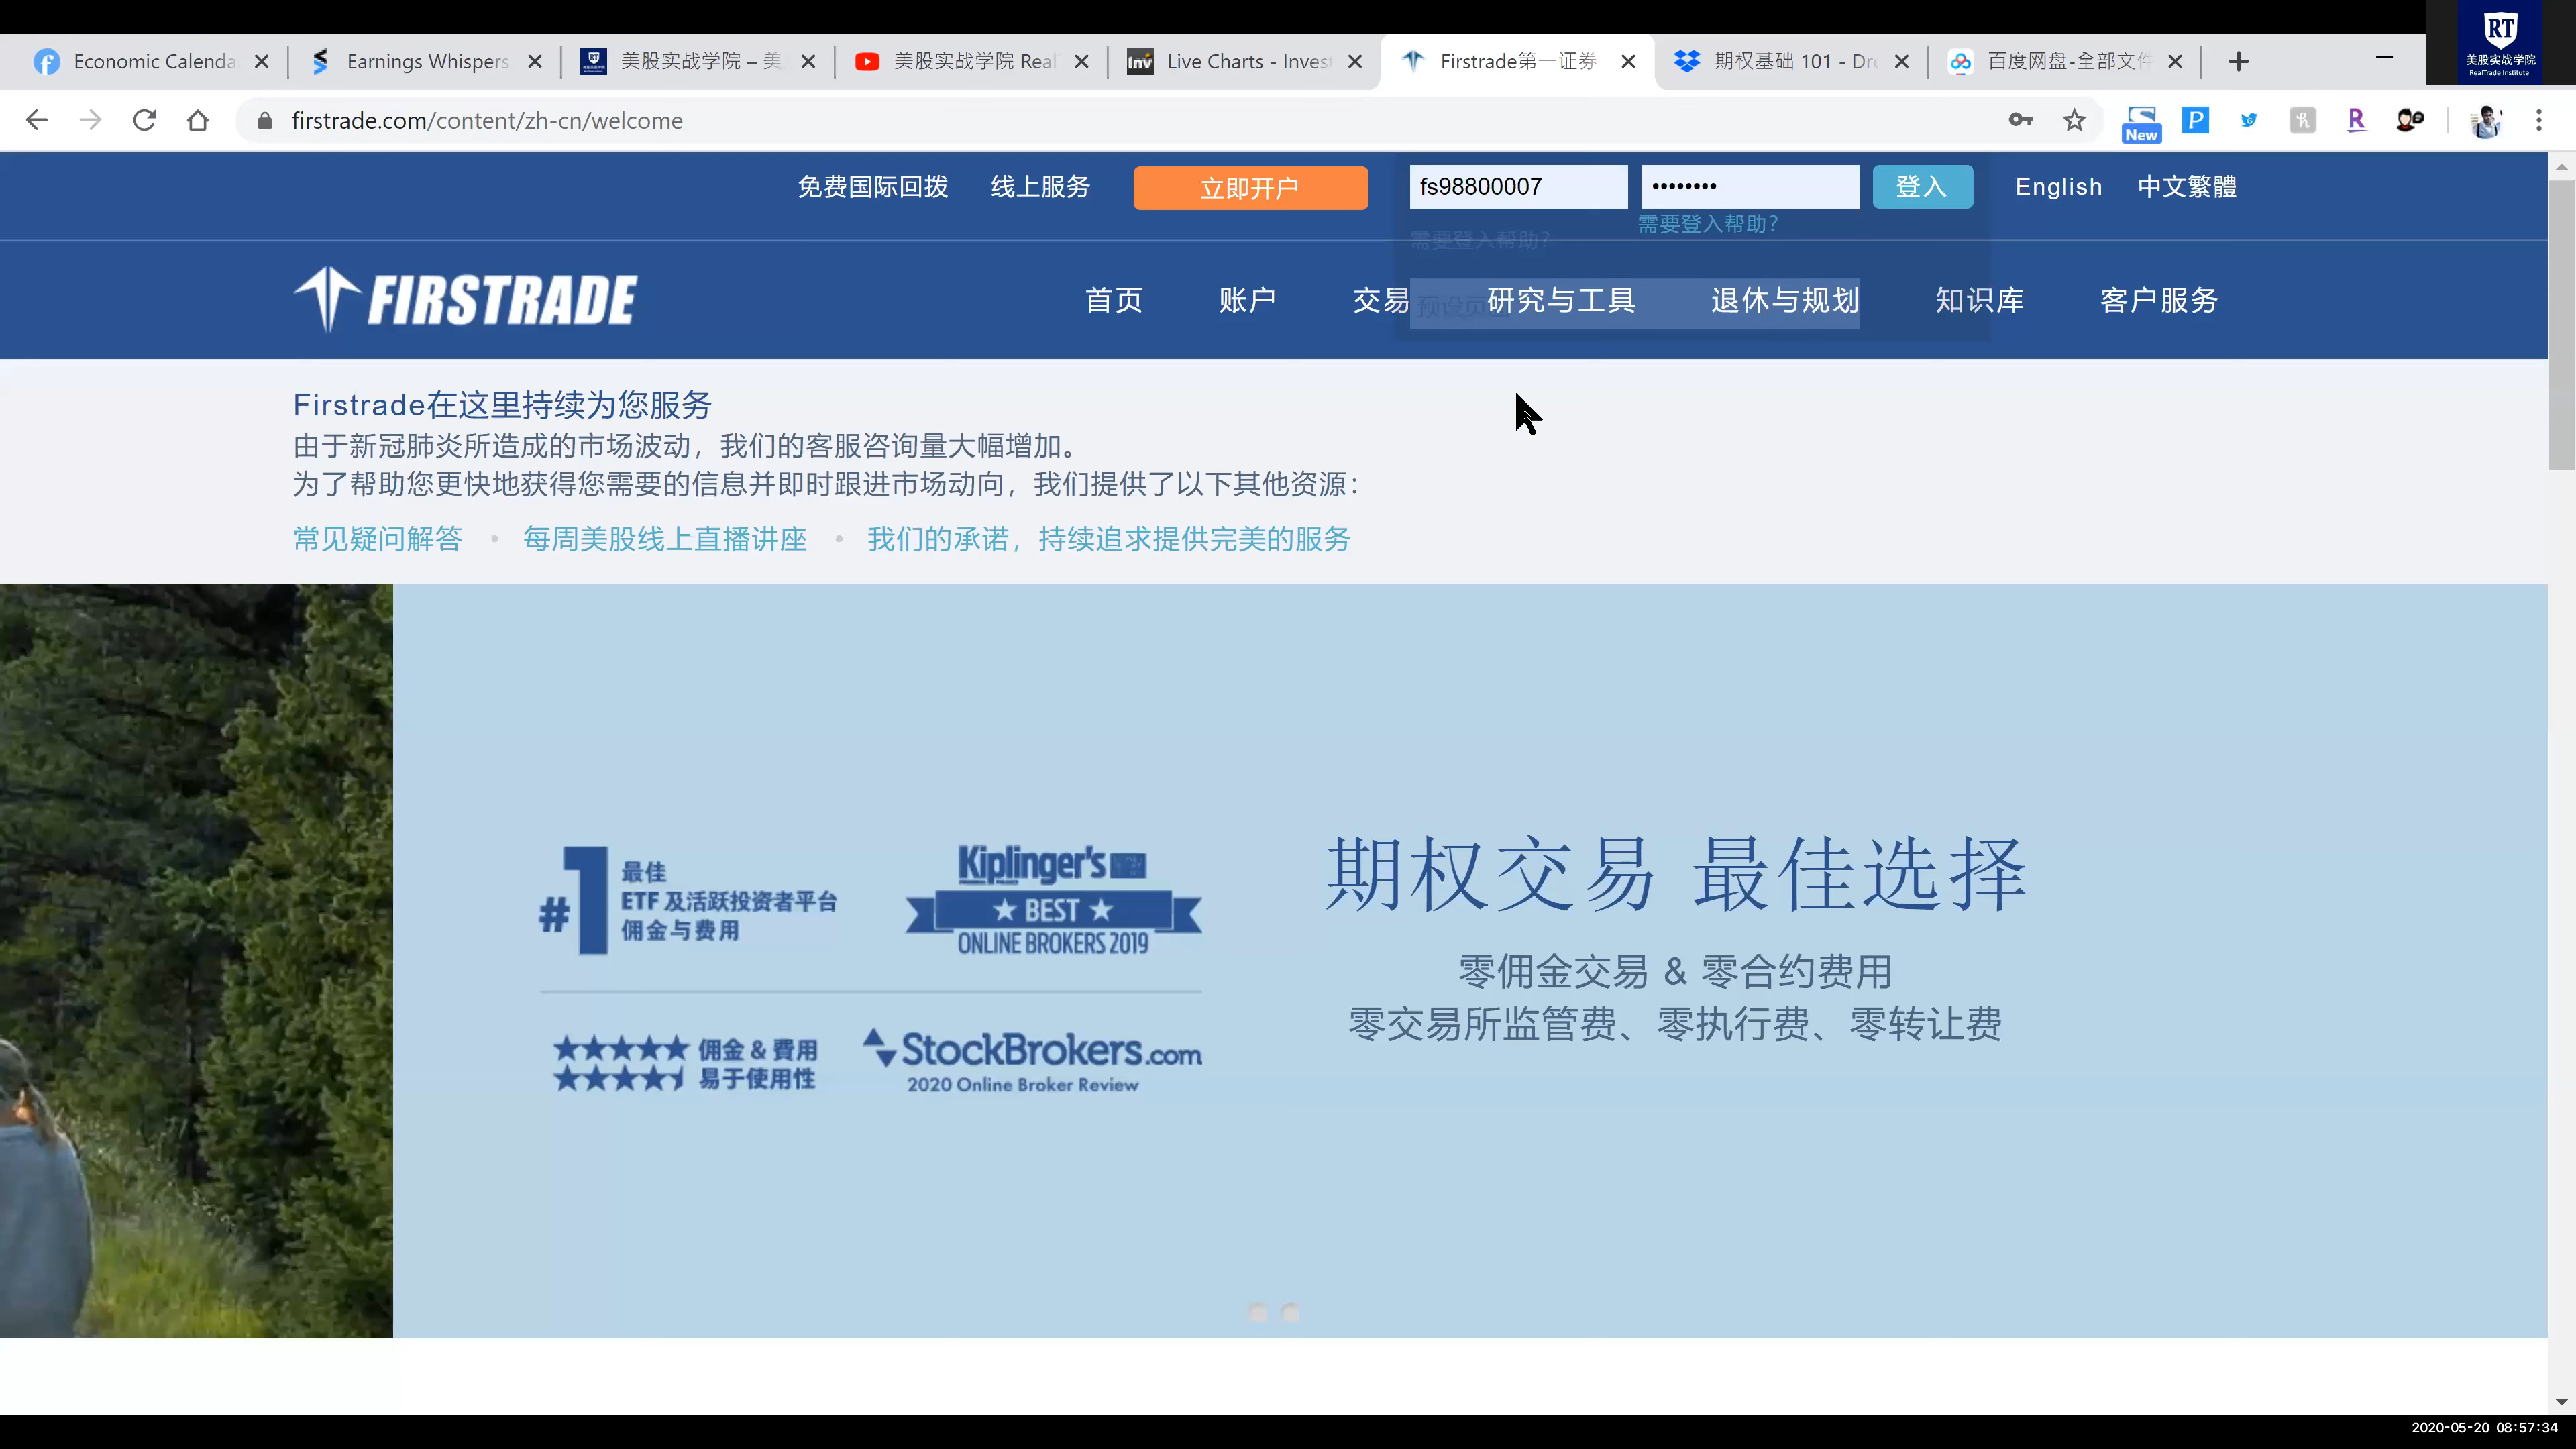 Economic Calenda
Earnings Whispers
美股实战学院 – 美
美股实战学院 Real
Live Charts - Invest
Firstrade第一证券
期权基础 101 - Dr
百度网盘-全部文件
RT
美股实战学院
RealTrade Institute
firstrade.com/content/zh-cn/welcome
New
免费国际回拨
线上服务
立即开户
fs98800007
••••••••
登入
English
中文繁體
需要登入帮助?
需要登入帮助?
FIRSTRADE
首页
账户
交易
研究与工具
退休与规划
知识库
客户服务
Firstrade在这里持续为您服务
由于新冠肺炎所造成的市场波动，我们的客服咨询量大幅增加。
为了帮助您更快地获得您需要的信息并即时跟进市场动向，我们提供了以下其他资源：
常见疑问解答 • 每周美股线上直播讲座 • 我们的承诺，持续追求提供完美的服务
#1
最佳
ETF 及活跃投资者平台
佣金与费用
Kiplinger's
★ BEST ★
ONLINE BROKERS 2019
期权交易 最佳选择
零佣金交易 & 零合约费用
零交易所监管费、零执行费、零转让费
佣金 & 费用
易于使用性
StockBrokers.com
2020 Online Broker Review
2020-05-20 08:57:34